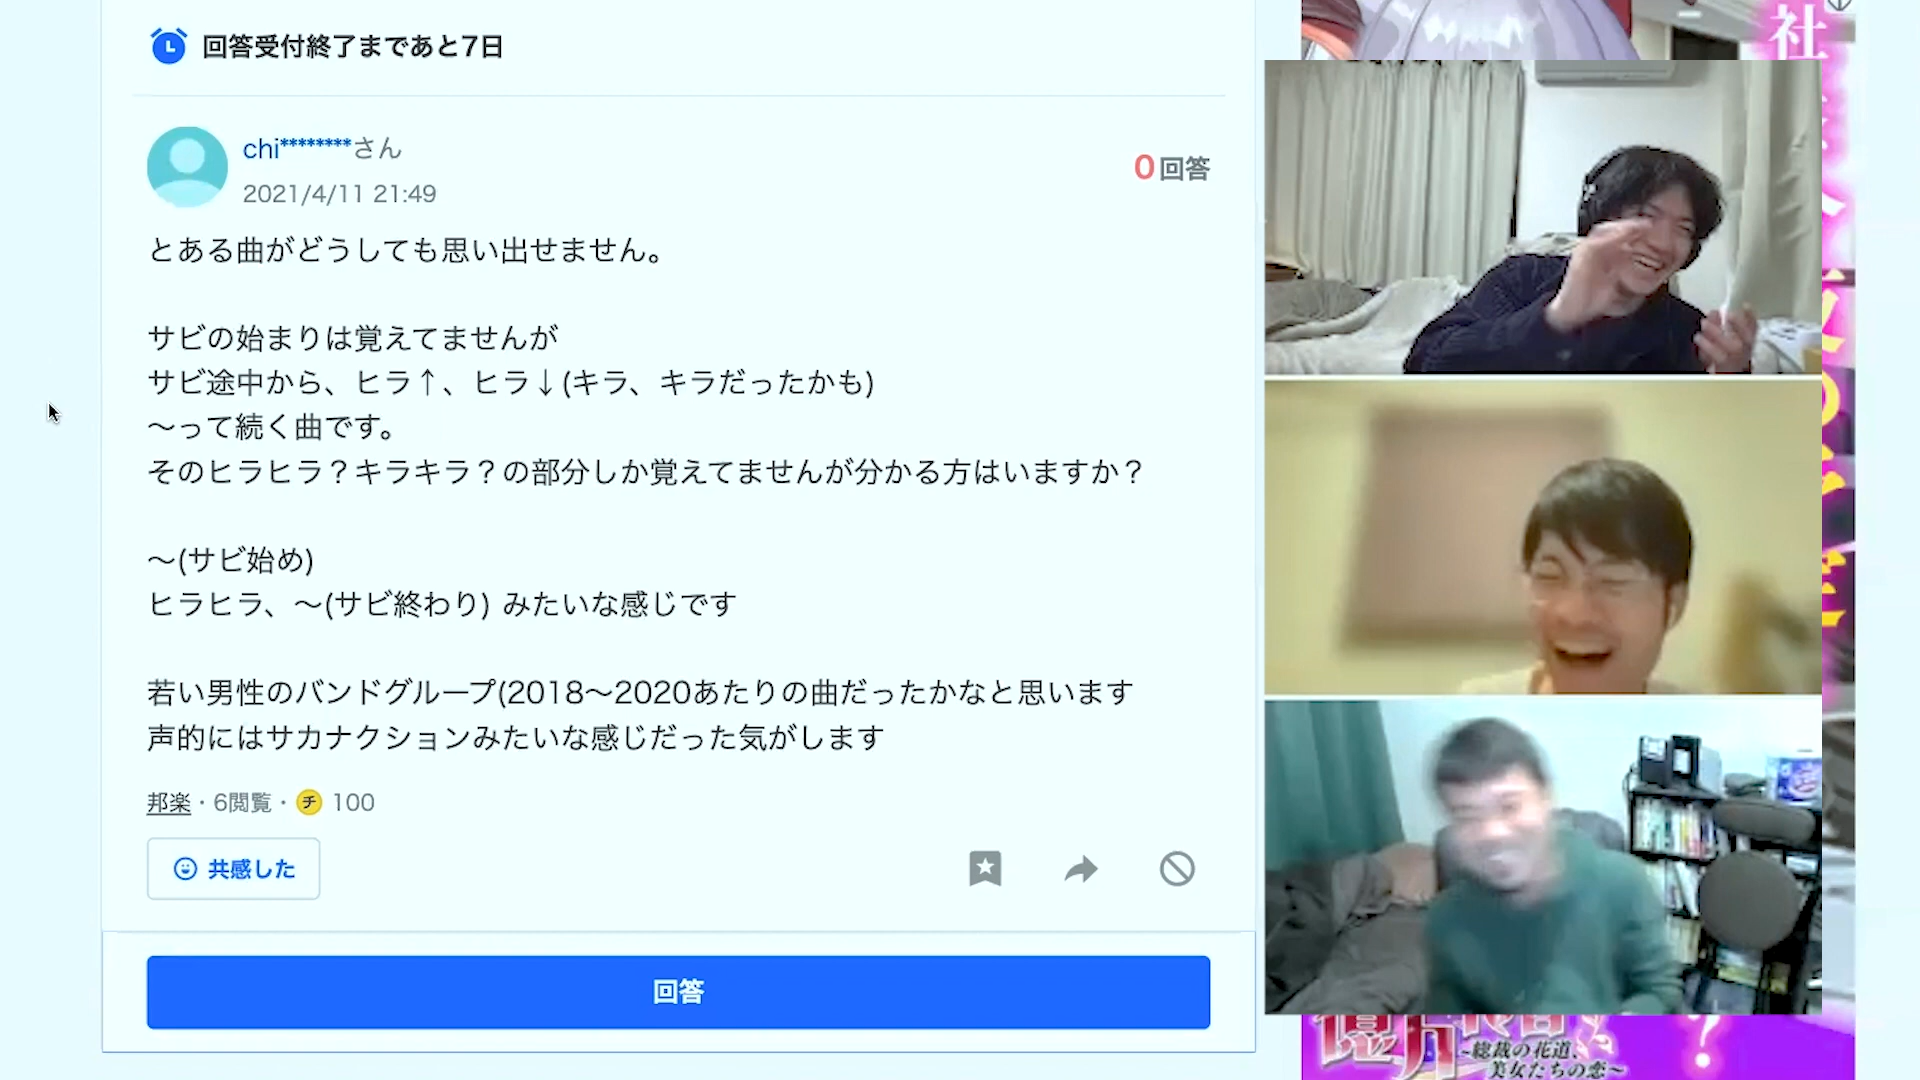 社
回答受付終了まであと7日
chi********さん
2021/4/11 21:49
0回答
とある曲がどうしても思い出せません。
サビの始まりは覚えてませんが
サビ途中から、ヒラ↑、ヒラ↓(キラ、キラだったかも)
〜って続く曲です。
そのヒラヒラ？キラキラ？の部分しか覚えてませんが分かる方はいますか？
〜(サビ始め)
ヒラヒラ、〜(サビ終わり) みたいな感じです
若い男性のバンドグループ(2018〜2020あたりの曲だったかなと思います
声的にはサカナクションみたいな感じだった気がします
邦楽・6閲覧・チ 100
共感した
回答
~総裁の花道、
美女たちの恋~
?